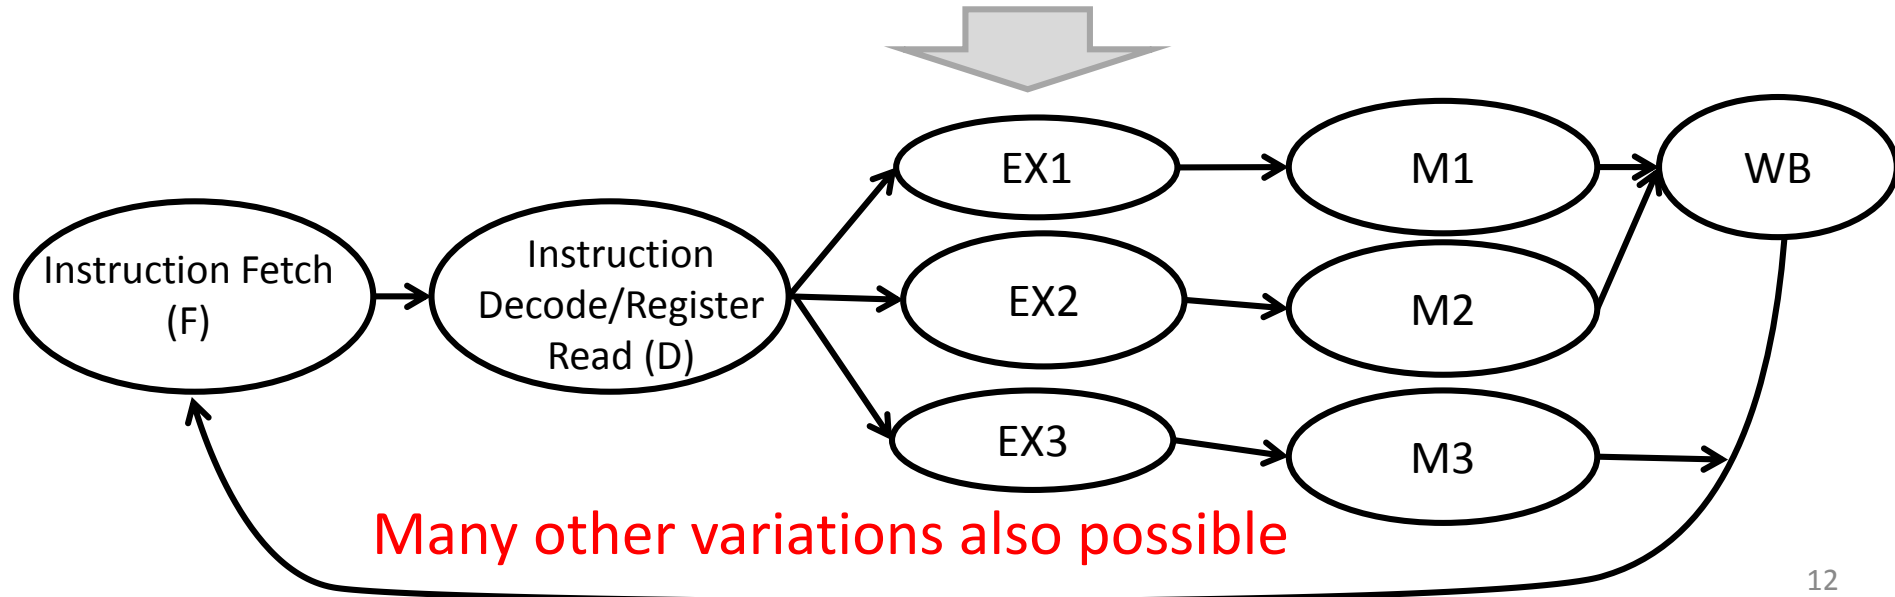 Instruction Fetch
(F)
Instruction
Decode/Register
Read (D)
EX1
M1
WB
EX2
M2
EX3
M3
Many other variations also possible
12